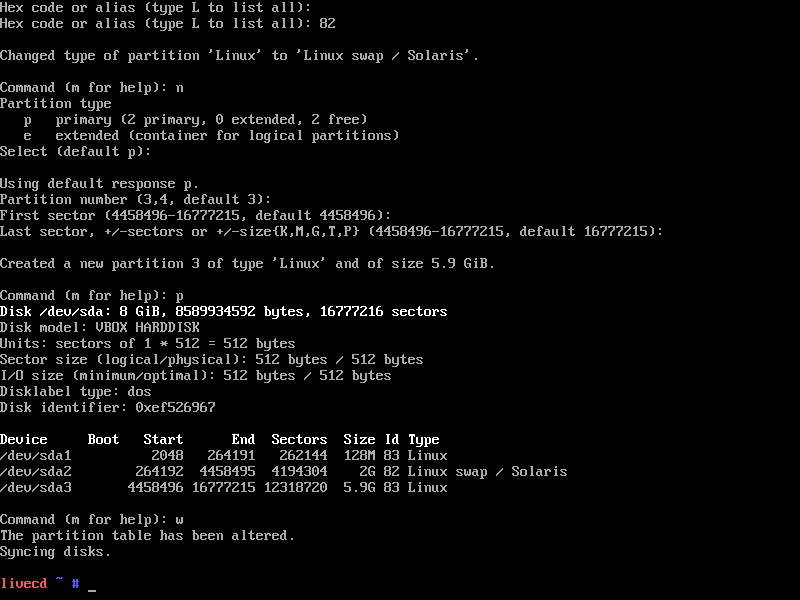 Hex code or alias (type L to list all):
Hex code or alias (type L to list all): 82
Changed type of partition 'Linux' to 'Linux swap / Solaris'.
Command (m for help): n
Partition type
   p   primary (2 primary, 0 extended, 2 free)
   e   extended (container for logical partitions)
Select (default p):
Using default response p.
Partition number (3,4, default 3):
First sector (4458496-16777215, default 4458496):
Last sector, +/-sectors or +/-size{K,M,G,T,P} (4458496-16777215, default 16777215):
Created a new partition 3 of type 'Linux' and of size 5.9 GiB.
Command (m for help): p
Disk /dev/sda: 8 GiB, 8589934592 bytes, 16777216 sectors
Disk model: VBOX HARDDISK
Units: sectors of 1 * 512 = 512 bytes
Sector size (logical/physical): 512 bytes / 512 bytes
I/O size (minimum/optimal): 512 bytes / 512 bytes
Disklabel type: dos
Disk identifier: 0xef526967
Device     Boot   Start      End  Sectors  Size Id Type
/dev/sda1          2048   264191   262144  128M 83 Linux
/dev/sda2        264192  4458495  4194304    2G 82 Linux swap / Solaris
/dev/sda3       4458496 16777215 12318720  5.9G 83 Linux
Command (m for help): w
The partition table has been altered.
Syncing disks.
livecd ~ # _